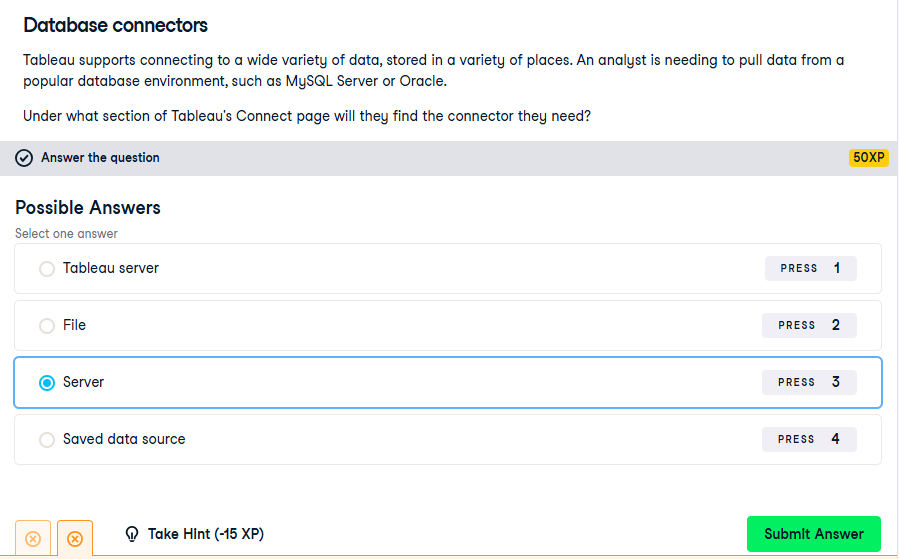 Database connectors
Tableau supports connecting to a wide variety of data, stored in a variety of places. An analyst is needing to pull data from a
popular database environment, such as MySQL Server or Oracle.
Under what section of Tableau's Connect page will they find the connector they need?
Answer the question
50XP
Possible Answers
Select one answer
Tableau server
PRESS 1
File
PRESS 2
Server
PRESS 3
Saved data source
PRESS 4
Take Hint (-15 XP)
Submit Answer